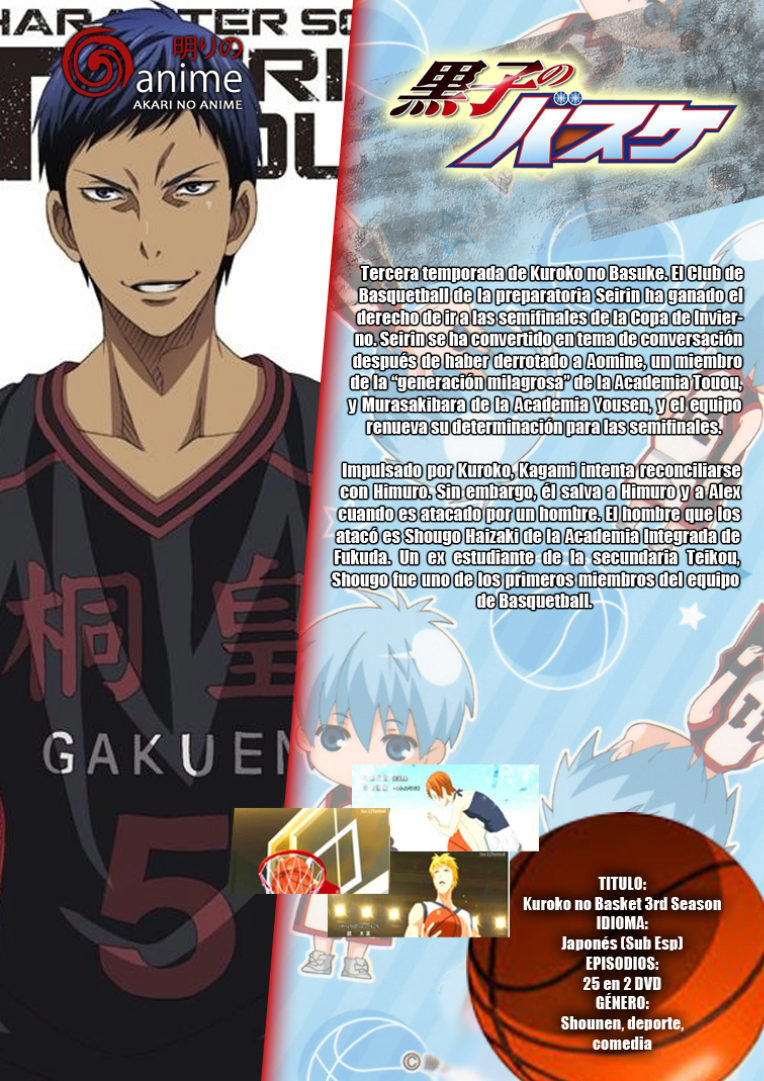 HARACTER SO
明りの
anime
AKARI NO ANIME
黒子の
バスケ
Tercera temporada de Kuroko no Basuke. El Club de
Basquetball de la preparatoria Seirin ha ganado el
derecho de ir a las semifinales de la Copa de Invier-
no. Seirin se ha convertido en tema de conversación
después de haber derrotado a Aomine, un miembro
de la “generación milagrosa” de la Academia Touou,
y Murasakibara de la Academia Yousen, y el equipo
renueva su determinación para las semifinales.
Impulsado por Kuroko, Kagami intenta reconciliarse
con Himuro. Sin embargo, él salva a Himuro y a Alex
cuando es atacado por un hombre. El hombre que los
atacó es Shougo Haizaki de la Academia Integrada de
Fukuda. Un ex estudiante de la secundaria Teikou,
Shougo fue uno de los primeros miembros del equipo
de Basquetball.
桐皇
GAKUEN
5
11
TITULO:
Kuroko no Basket 3rd Season
IDIOMA:
Japonés (Sub Esp)
EPISODIOS:
25 en 2 DVD
GÉNERO:
Shounen, deporte,
comedia
©